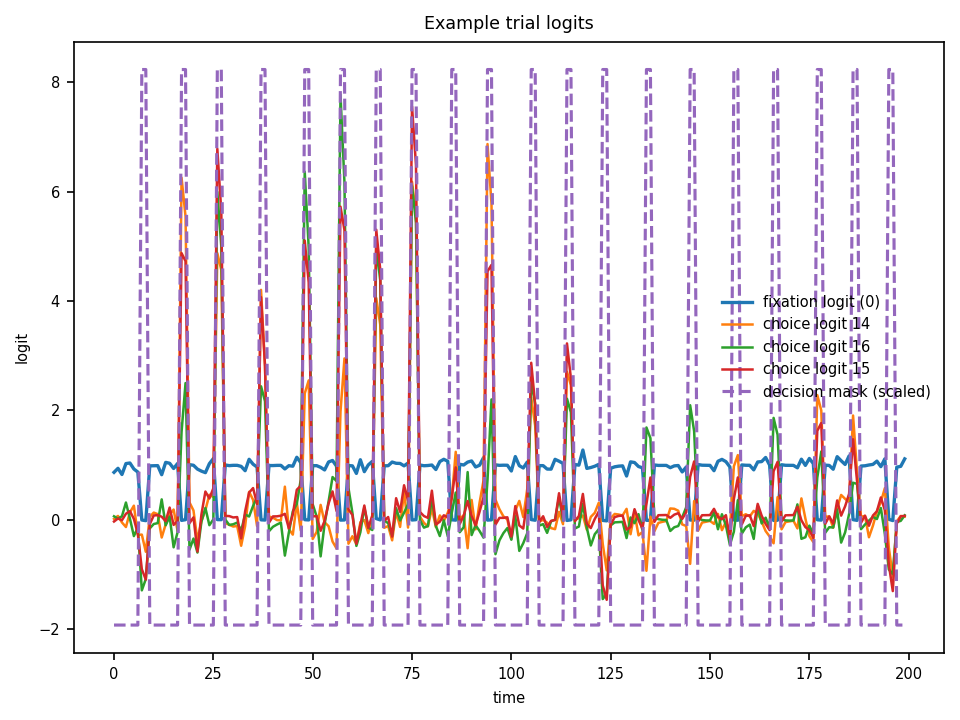 Example trial logits
logit
8
6
4
2
0
−2
fixation logit (0)
choice logit 14
choice logit 16
choice logit 15
decision mask (scaled)
0 25 50 75 100 125 150 175 200
time